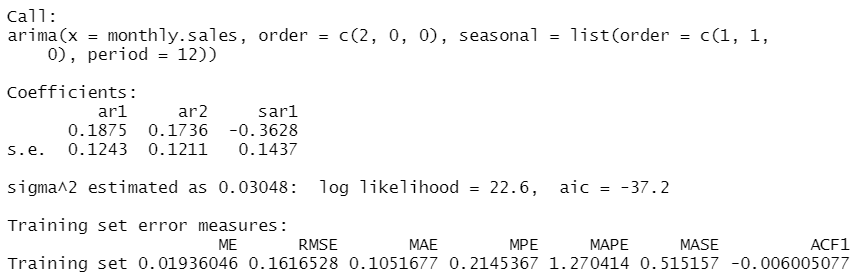 Call:
arima(x = monthly.sales, order = c(2, 0, 0), seasonal = list(order = c(1, 1,
    0), period = 12))

Coefficients:
         ar1     ar2     sar1
      0.1875  0.1736  -0.3628
s.e.  0.1243  0.1211   0.1437

sigma^2 estimated as 0.03048:  log likelihood = 22.6,  aic = -37.2

Training set error measures:
                     ME      RMSE       MAE       MPE     MAPE     MASE         ACF1
Training set 0.01936046 0.1616528 0.1051677 0.2145367 1.270414 0.515157 -0.006005077